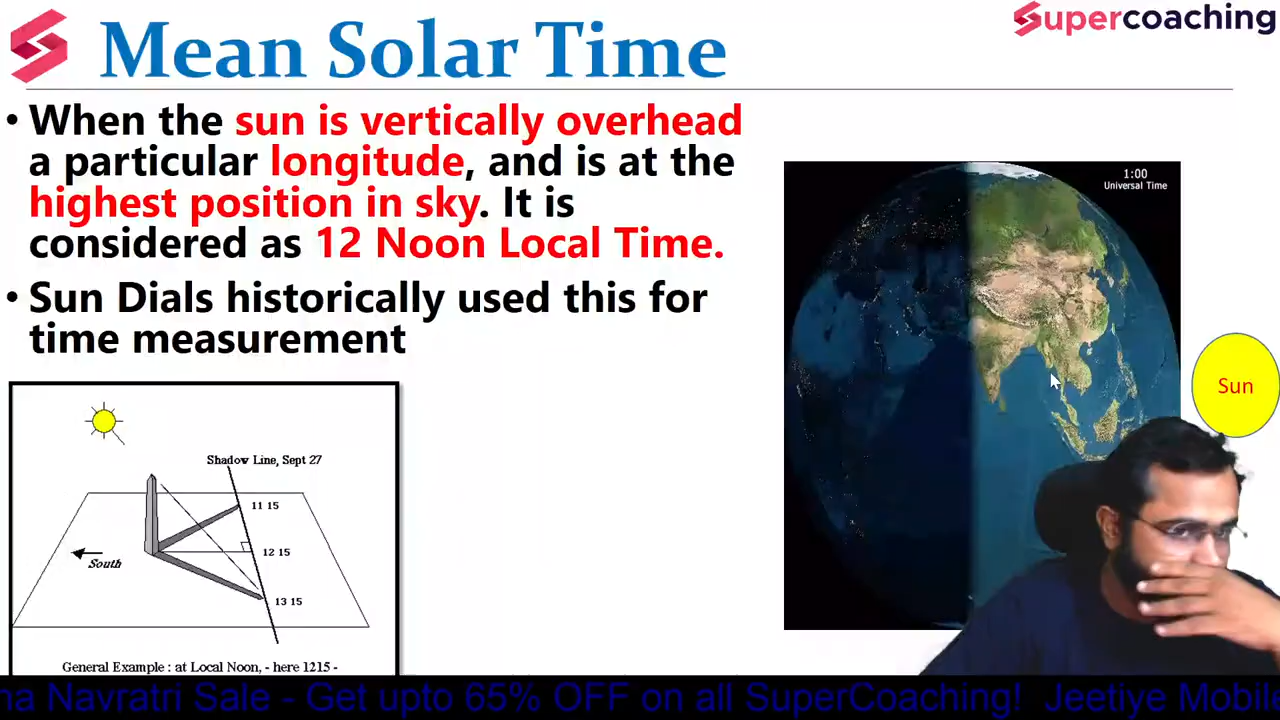 Mean Solar Time
Supercoaching
• When the sun is vertically overhead
a particular longitude, and is at the
highest position in sky. It is
considered as 12 Noon Local Time.
• Sun Dials historically used this for
time measurement
1:00
Universal Time
Sun
Shadow Line, Sept 27
11 15
12 15
South
13 15
General Example : at Local Noon, - here 1215 -
na Navratri Sale - Get upto 65% OFF on all SuperCoaching! Jeetiye Mobile